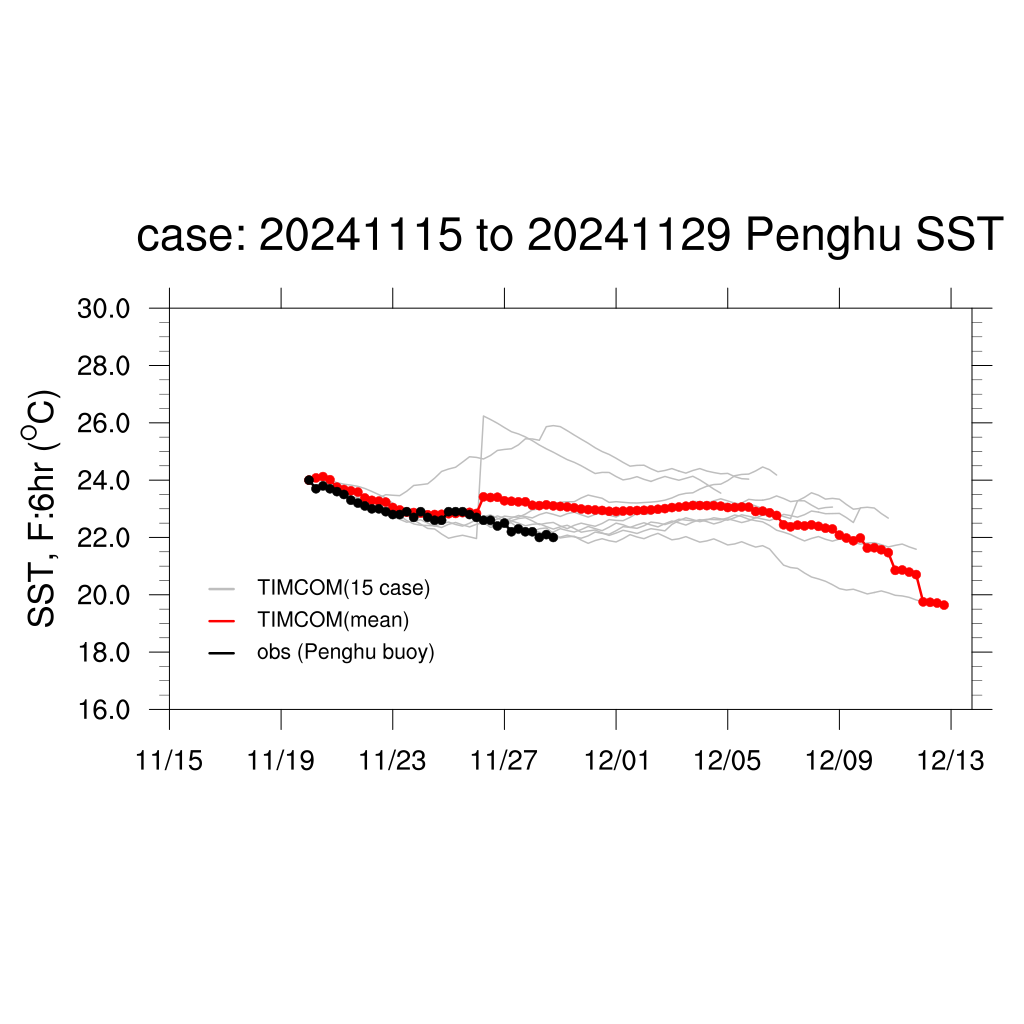 case: 20241115 to 20241129 Penghu SST
30.0
28.0
26.0
24.0
22.0
20.0
18.0
16.0
SST, F:6hr (OC)
TIMCOM(15 case)
TIMCOM(mean)
obs (Penghu buoy)
11/15 11/19 11/23 11/27 12/01 12/05 12/09 12/13